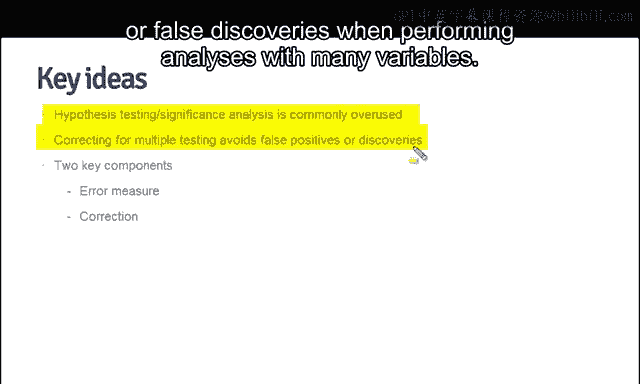 or false discoveries when performing
analyses with many variables.
Key ideas
· Hypothesis testing/significance analysis is commonly overused
· Correcting for multiple testing avoids false positives or discoveries
· Two key components
- Error measure
- Correction